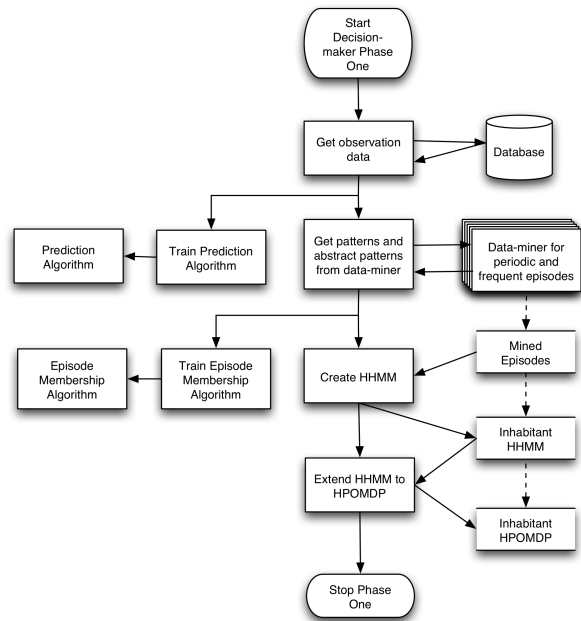 Start
Decision-
maker Phase
One
Get observation
data
Database
Prediction
Algorithm
Train Prediction
Algorithm
Get patterns and
abstract patterns
from data-miner
Data-miner for
periodic and
frequent episodes
Episode
Membership
Algorithm
Train Episode
Membership
Algorithm
Create HHMM
Mined
Episodes
Inhabitant
HHMM
Extend HHMM to
HPOMDP
Inhabitant
HPOMDP
Stop Phase
One